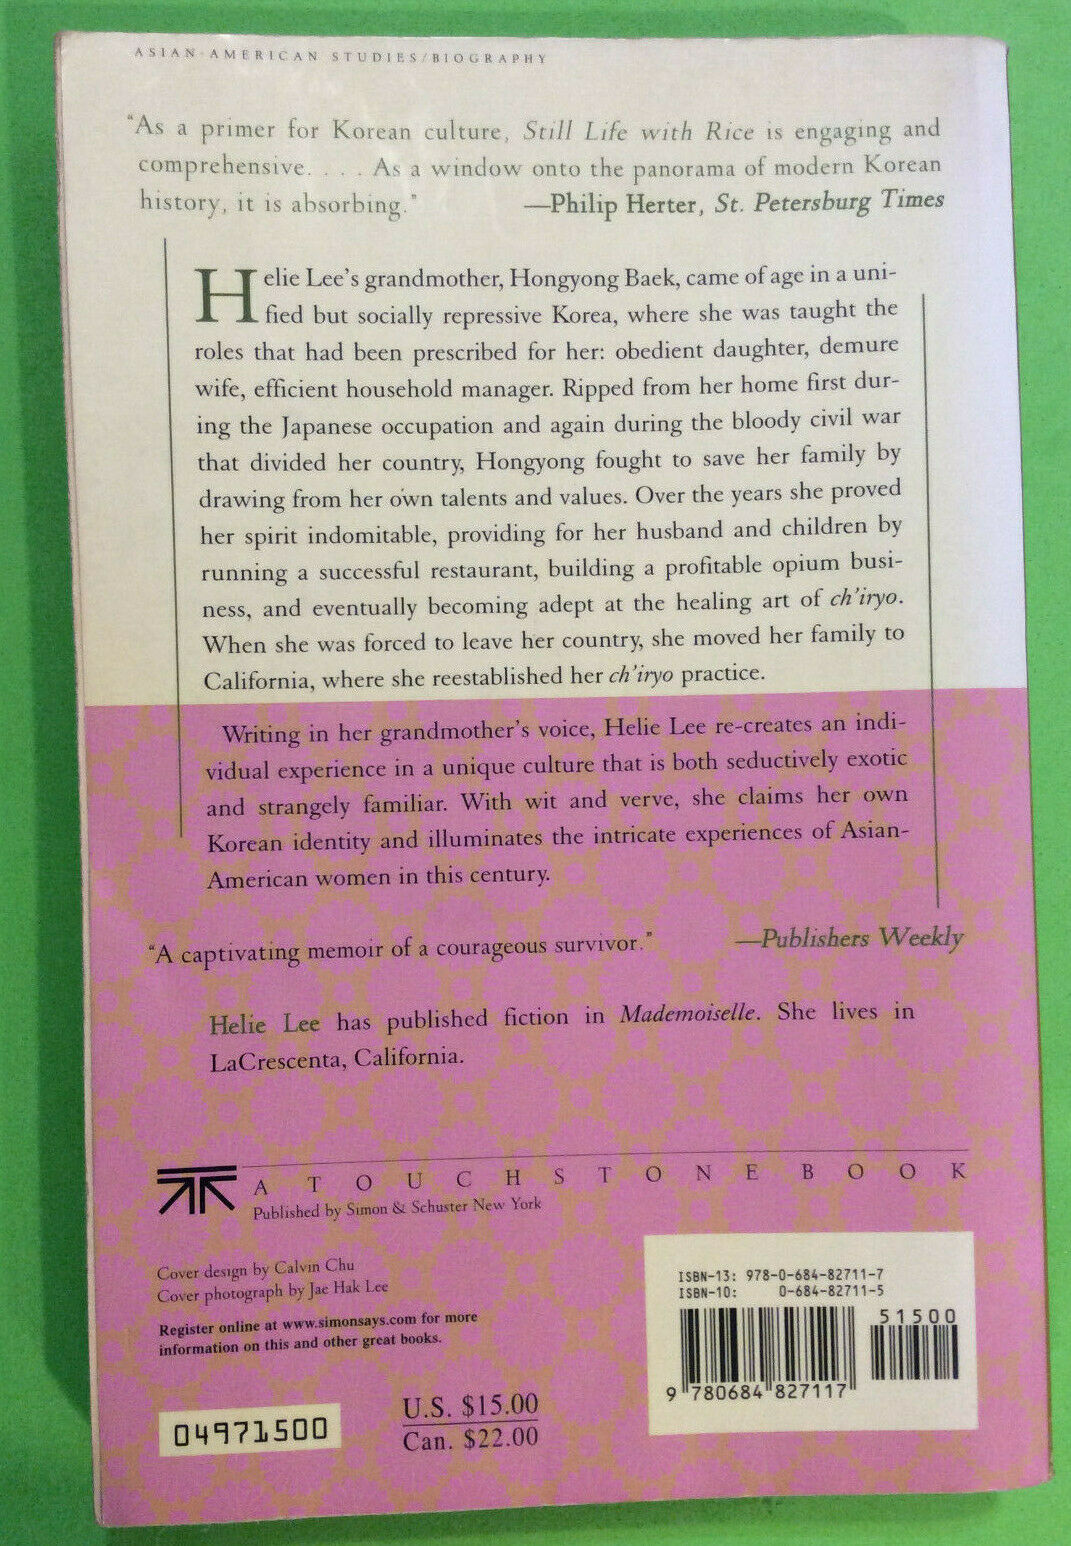 ASIAN-AMERICAN STUDIES/BIOGRAPHY
"As a primer for Korean culture, Still Life with Rice is engaging and
comprehensive. . . . As a window onto the panorama of modern Korean
history, it is absorbing." —Philip Herter, St. Petersburg Times
Helie Lee's grandmother, Hongyong Baek, came of age in a uni-
fied but socially repressive Korea, where she was taught the
roles that had been prescribed for her: obedient daughter, demure
wife, efficient household manager. Ripped from her home first dur-
ing the Japanese occupation and again during the bloody civil war
that divided her country, Hongyong fought to save her family by
drawing from her own talents and values. Over the years she proved
her spirit indomitable, providing for her husband and children by
running a successful restaurant, building a profitable opium busi-
ness, and eventually becoming adept at the healing art of ch'iryo.
When she was forced to leave her country, she moved her family to
California, where she reestablished her ch'iryo practice.
Writing in her grandmother's voice, Helie Lee re-creates an indi-
vidual experience in a unique culture that is both seductively exotic
and strangely familiar. With wit and verve, she claims her own
Korean identity and illuminates the intricate experiences of Asian-
American women in this century.
"A captivating memoir of a courageous survivor." —Publishers Weekly
Helie Lee has published fiction in Mademoiselle. She lives in
LaCrescenta, California.
A TOUCHSTONE BOOK
Published by Simon & Schuster New York
Cover design by Calvin Chu
Cover photograph by Jae Hak Lee
Register online at www.simonsays.com for more
information on this and other great books.
04971500
U.S. $15.00
Can. $22.00
ISBN-13: 978-0-684-82711-7
ISBN-10: 0-684-82711-5
51500
9 780684 827117